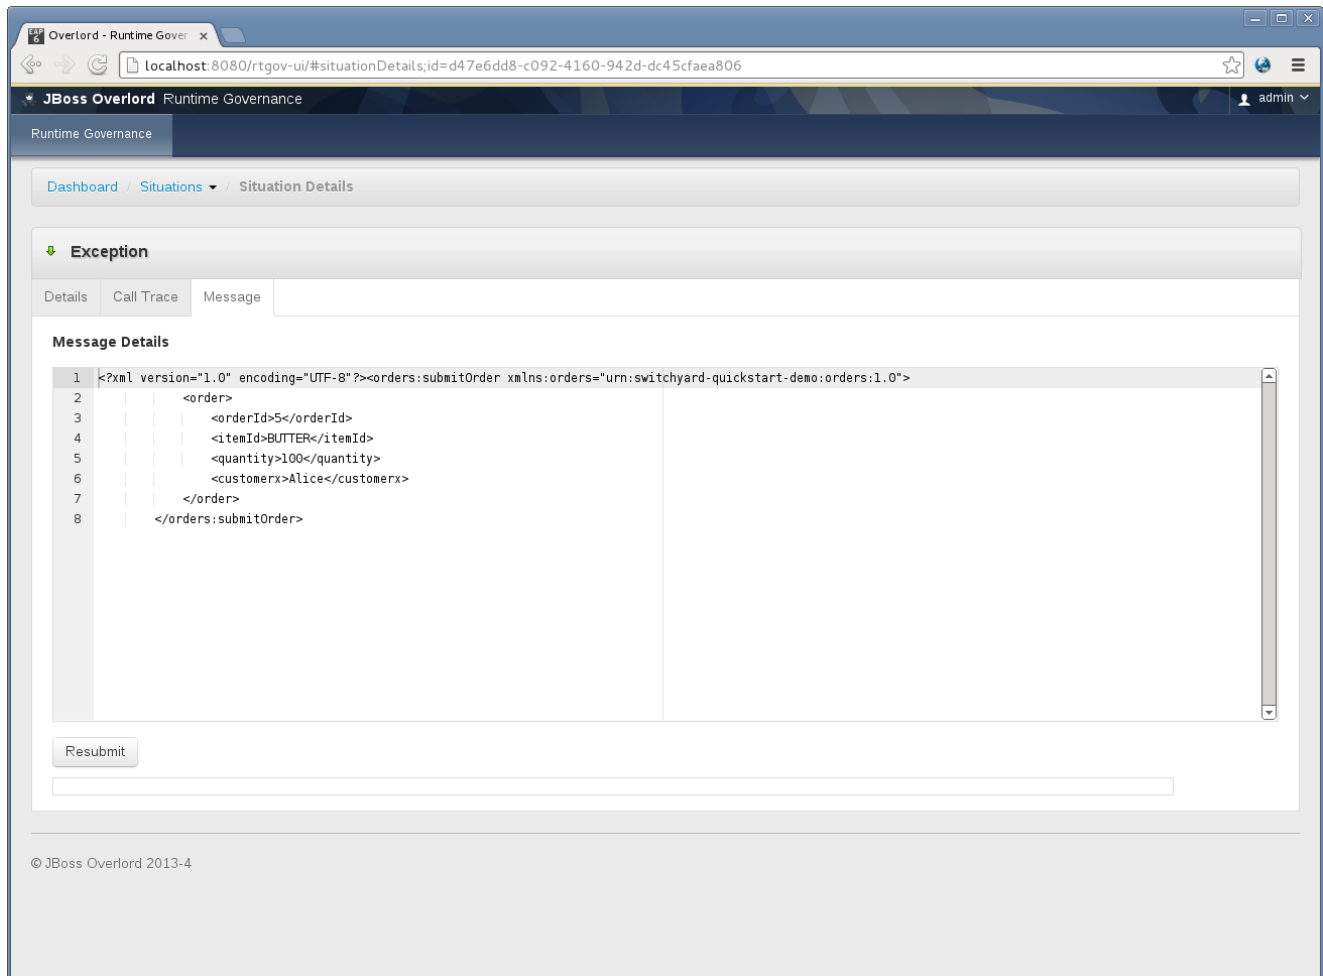 EAP
6
Overlord - Runtime Gover
localhost:8080/rtgov-ui/#situationDetails;id=d47e6dd8-c092-4160-942d-dc45cfaea806
JBoss Overlord Runtime Governance
admin
Runtime Governance
Dashboard / Situations / Situation Details
Exception
Details Call Trace Message
Message Details
1 <?xml version="1.0" encoding="UTF-8"?><orders:submitOrder xmlns:orders="urn:switchyard-quickstart-demo:orders:1.0">
2 <order>
3 <orderId>5</orderId>
4 <itemId>BUTTER</itemId>
5 <quantity>100</quantity>
6 <customerx>Alice</customerx>
7 </order>
8 </orders:submitOrder>
Resubmit
© JBoss Overlord 2013-4